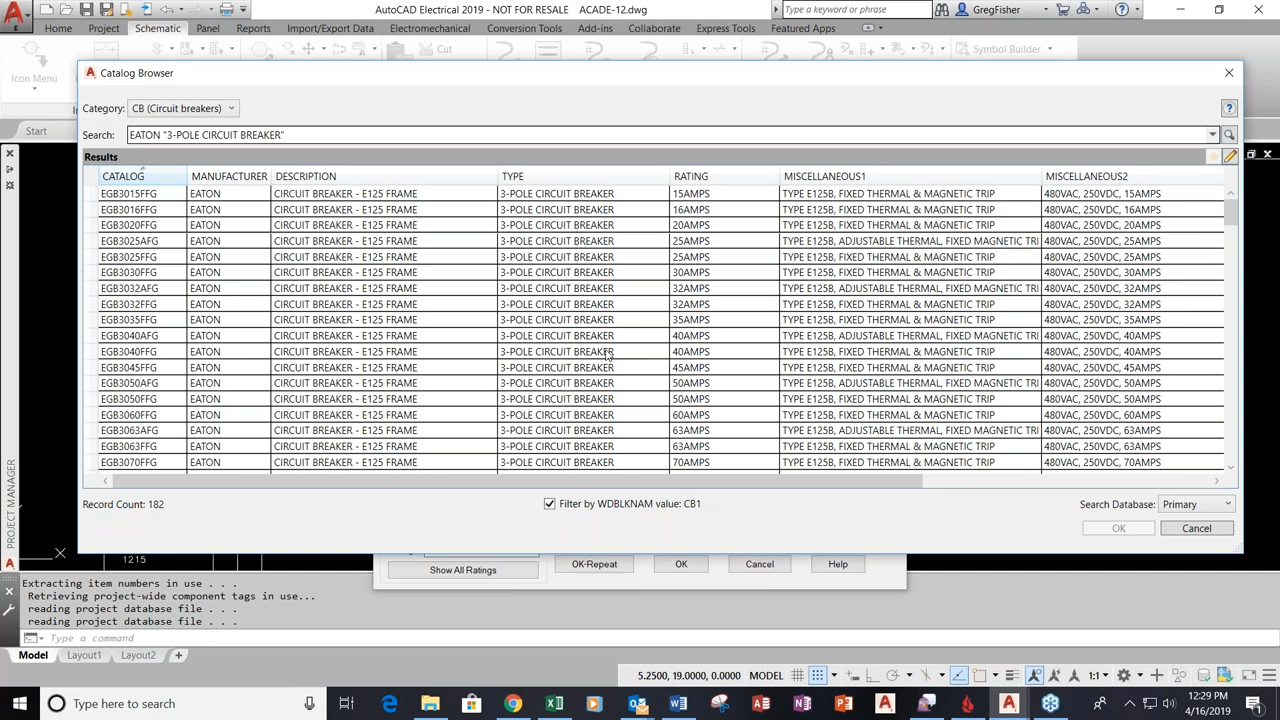 AutoCAD Electrical 2019 - NOT FOR RESALE ACADE-12.dwg
Type a keyword or phrase
GregFisher
Home Project Schematic Panel Reports Import/Export Data Electromechanical Conversion Tools Add-ins Collaborate Express Tools Featured Apps
Icon Menu
Cut
Symbol Builder
Start
Catalog Browser
Category: CB (Circuit breakers)
Search: EATON "3-POLE CIRCUIT BREAKER"
Results
CATALOG MANUFACTURER DESCRIPTION TYPE RATING MISCELLANEOUS1 MISCELLANEOUS2
EGB3015FFG EATON CIRCUIT BREAKER - E125 FRAME 3-POLE CIRCUIT BREAKER 15AMPS TYPE E125B, FIXED THERMAL & MAGNETIC TRIP 480VAC, 250VDC, 15AMPS
EGB3016FFG EATON CIRCUIT BREAKER - E125 FRAME 3-POLE CIRCUIT BREAKER 16AMPS TYPE E125B, FIXED THERMAL & MAGNETIC TRIP 480VAC, 250VDC, 16AMPS
EGB3020FFG EATON CIRCUIT BREAKER - E125 FRAME 3-POLE CIRCUIT BREAKER 20AMPS TYPE E125B, FIXED THERMAL & MAGNETIC TRIP 480VAC, 250VDC, 20AMPS
EGB3025AFG EATON CIRCUIT BREAKER - E125 FRAME 3-POLE CIRCUIT BREAKER 25AMPS TYPE E125B, ADJUSTABLE THERMAL, FIXED MAGNETIC TRI 480VAC, 250VDC, 25AMPS
EGB3025FFG EATON CIRCUIT BREAKER - E125 FRAME 3-POLE CIRCUIT BREAKER 25AMPS TYPE E125B, FIXED THERMAL & MAGNETIC TRIP 480VAC, 250VDC, 25AMPS
EGB3030FFG EATON CIRCUIT BREAKER - E125 FRAME 3-POLE CIRCUIT BREAKER 30AMPS TYPE E125B, FIXED THERMAL & MAGNETIC TRIP 480VAC, 250VDC, 30AMPS
EGB3032AFG EATON CIRCUIT BREAKER - E125 FRAME 3-POLE CIRCUIT BREAKER 32AMPS TYPE E125B, ADJUSTABLE THERMAL, FIXED MAGNETIC TRI 480VAC, 250VDC, 32AMPS
EGB3032FFG EATON CIRCUIT BREAKER - E125 FRAME 3-POLE CIRCUIT BREAKER 32AMPS TYPE E125B, FIXED THERMAL & MAGNETIC TRIP 480VAC, 250VDC, 32AMPS
EGB3035FFG EATON CIRCUIT BREAKER - E125 FRAME 3-POLE CIRCUIT BREAKER 35AMPS TYPE E125B, FIXED THERMAL & MAGNETIC TRIP 480VAC, 250VDC, 35AMPS
EGB3040AFG EATON CIRCUIT BREAKER - E125 FRAME 3-POLE CIRCUIT BREAKER 40AMPS TYPE E125B, ADJUSTABLE THERMAL, FIXED MAGNETIC TRI 480VAC, 250VDC, 40AMPS
EGB3040FFG EATON CIRCUIT BREAKER - E125 FRAME 3-POLE CIRCUIT BREAKER 40AMPS TYPE E125B, FIXED THERMAL & MAGNETIC TRIP 480VAC, 250VDC, 40AMPS
EGB3045FFG EATON CIRCUIT BREAKER - E125 FRAME 3-POLE CIRCUIT BREAKER 45AMPS TYPE E125B, FIXED THERMAL & MAGNETIC TRIP 480VAC, 250VDC, 45AMPS
EGB3050AFG EATON CIRCUIT BREAKER - E125 FRAME 3-POLE CIRCUIT BREAKER 50AMPS TYPE E125B, ADJUSTABLE THERMAL, FIXED MAGNETIC TRI 480VAC, 250VDC, 50AMPS
EGB3050FFG EATON CIRCUIT BREAKER - E125 FRAME 3-POLE CIRCUIT BREAKER 50AMPS TYPE E125B, FIXED THERMAL & MAGNETIC TRIP 480VAC, 250VDC, 50AMPS
EGB3060FFG EATON CIRCUIT BREAKER - E125 FRAME 3-POLE CIRCUIT BREAKER 60AMPS TYPE E125B, FIXED THERMAL & MAGNETIC TRIP 480VAC, 250VDC, 60AMPS
EGB3063AFG EATON CIRCUIT BREAKER - E125 FRAME 3-POLE CIRCUIT BREAKER 63AMPS TYPE E125B, ADJUSTABLE THERMAL, FIXED MAGNETIC TRI 480VAC, 250VDC, 63AMPS
EGB3063FFG EATON CIRCUIT BREAKER - E125 FRAME 3-POLE CIRCUIT BREAKER 63AMPS TYPE E125B, FIXED THERMAL & MAGNETIC TRIP 480VAC, 250VDC, 63AMPS
EGB3070FFG EATON CIRCUIT BREAKER - E125 FRAME 3-POLE CIRCUIT BREAKER 70AMPS TYPE E125B, FIXED THERMAL & MAGNETIC TRIP 480VAC, 250VDC, 70AMPS
Record Count: 182
Filter by WDBLKNAM value: CB1
Search Database: Primary
OK Cancel
PROJECT MANAGER
1215
Show All Ratings
OK-Repeat OK Cancel Help
Extracting item numbers in use . . .
Retrieving project-wide component tags in use...
reading project database file . . .
reading project database file . . .
Type a command
Model Layout1 Layout2
5.2500, 19.0000, 0.0000 MODEL
1:1
Type here to search
12:29 PM
4/16/2019